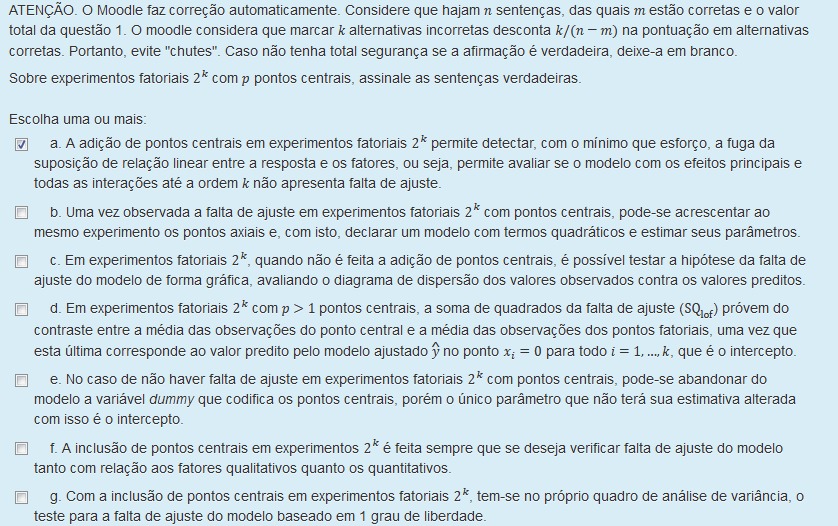 ATENÇÃO. O Moodle faz correção automaticamente. Considere que hajam n sentenças, das quais m estão corretas e o valor
total da questão 1. O moodle considera que marcar k alternativas incorretas desconta k/(n − m) na pontuação em alternativas
corretas. Portanto, evite "chutes". Caso não tenha total segurança se a afirmação é verdadeira, deixe-a em branco.
Sobre experimentos fatoriais 2^k com p pontos centrais, assinale as sentenças verdadeiras.
Escolha uma ou mais:
a. A adição de pontos centrais em experimentos fatoriais 2^k permite detectar, com o mínimo que esforço, a fuga da
suposição de relação linear entre a resposta e os fatores, ou seja, permite avaliar se o modelo com os efeitos principais e
todas as interações até a ordem k não apresenta falta de ajuste.
b. Uma vez observada a falta de ajuste em experimentos fatoriais 2^k com pontos centrais, pode-se acrescentar ao
mesmo experimento os pontos axiais e, com isto, declarar um modelo com termos quadráticos e estimar seus parâmetros.
c. Em experimentos fatoriais 2^k, quando não é feita a adição de pontos centrais, é possível testar a hipótese da falta de
ajuste do modelo de forma gráfica, avaliando o diagrama de dispersão dos valores observados contra os valores preditos.
d. Em experimentos fatoriais 2^k com p > 1 pontos centrais, a soma de quadrados da falta de ajuste (SQ_lof) próvem do
contraste entre a média das observações do ponto central e a média das observações dos pontos fatoriais, uma vez que
esta última corresponde ao valor predito pelo modelo ajustado ŷ no ponto x_i = 0 para todo i = 1, ..., k, que é o intercepto.
e. No caso de não haver falta de ajuste em experimentos fatoriais 2^k com pontos centrais, pode-se abandonar do
modelo a variável dummy que codifica os pontos centrais, porém o único parâmetro que não terá sua estimativa alterada
com isso é o intercepto.
f. A inclusão de pontos centrais em experimentos 2^k é feita sempre que se deseja verificar falta de ajuste do modelo
tanto com relação aos fatores qualitativos quanto os quantitativos.
g. Com a inclusão de pontos centrais em experimentos fatoriais 2^k, tem-se no próprio quadro de análise de variância, o
teste para a falta de ajuste do modelo baseado em 1 grau de liberdade.